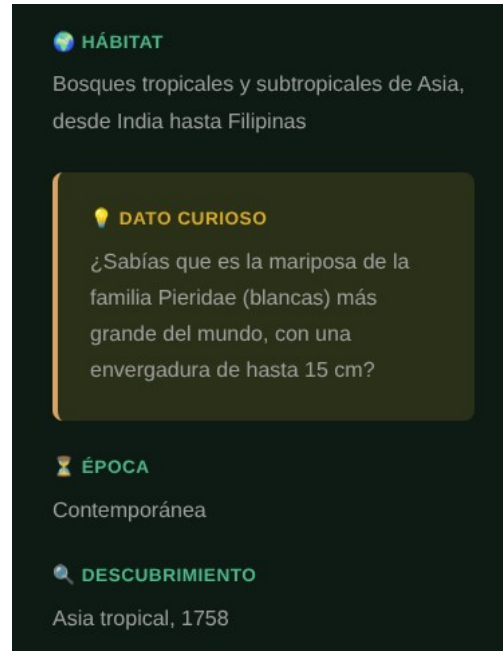 🌍 HÁBITAT
Bosques tropicales y subtropicales de Asia,
desde India hasta Filipinas
💡 DATO CURIOSO
¿Sabías que es la mariposa de la
familia Pieridae (blancas) más
grande del mundo, con una
envergadura de hasta 15 cm?
⏳ ÉPOCA
Contemporánea
🔍 DESCUBRIMIENTO
Asia tropical, 1758